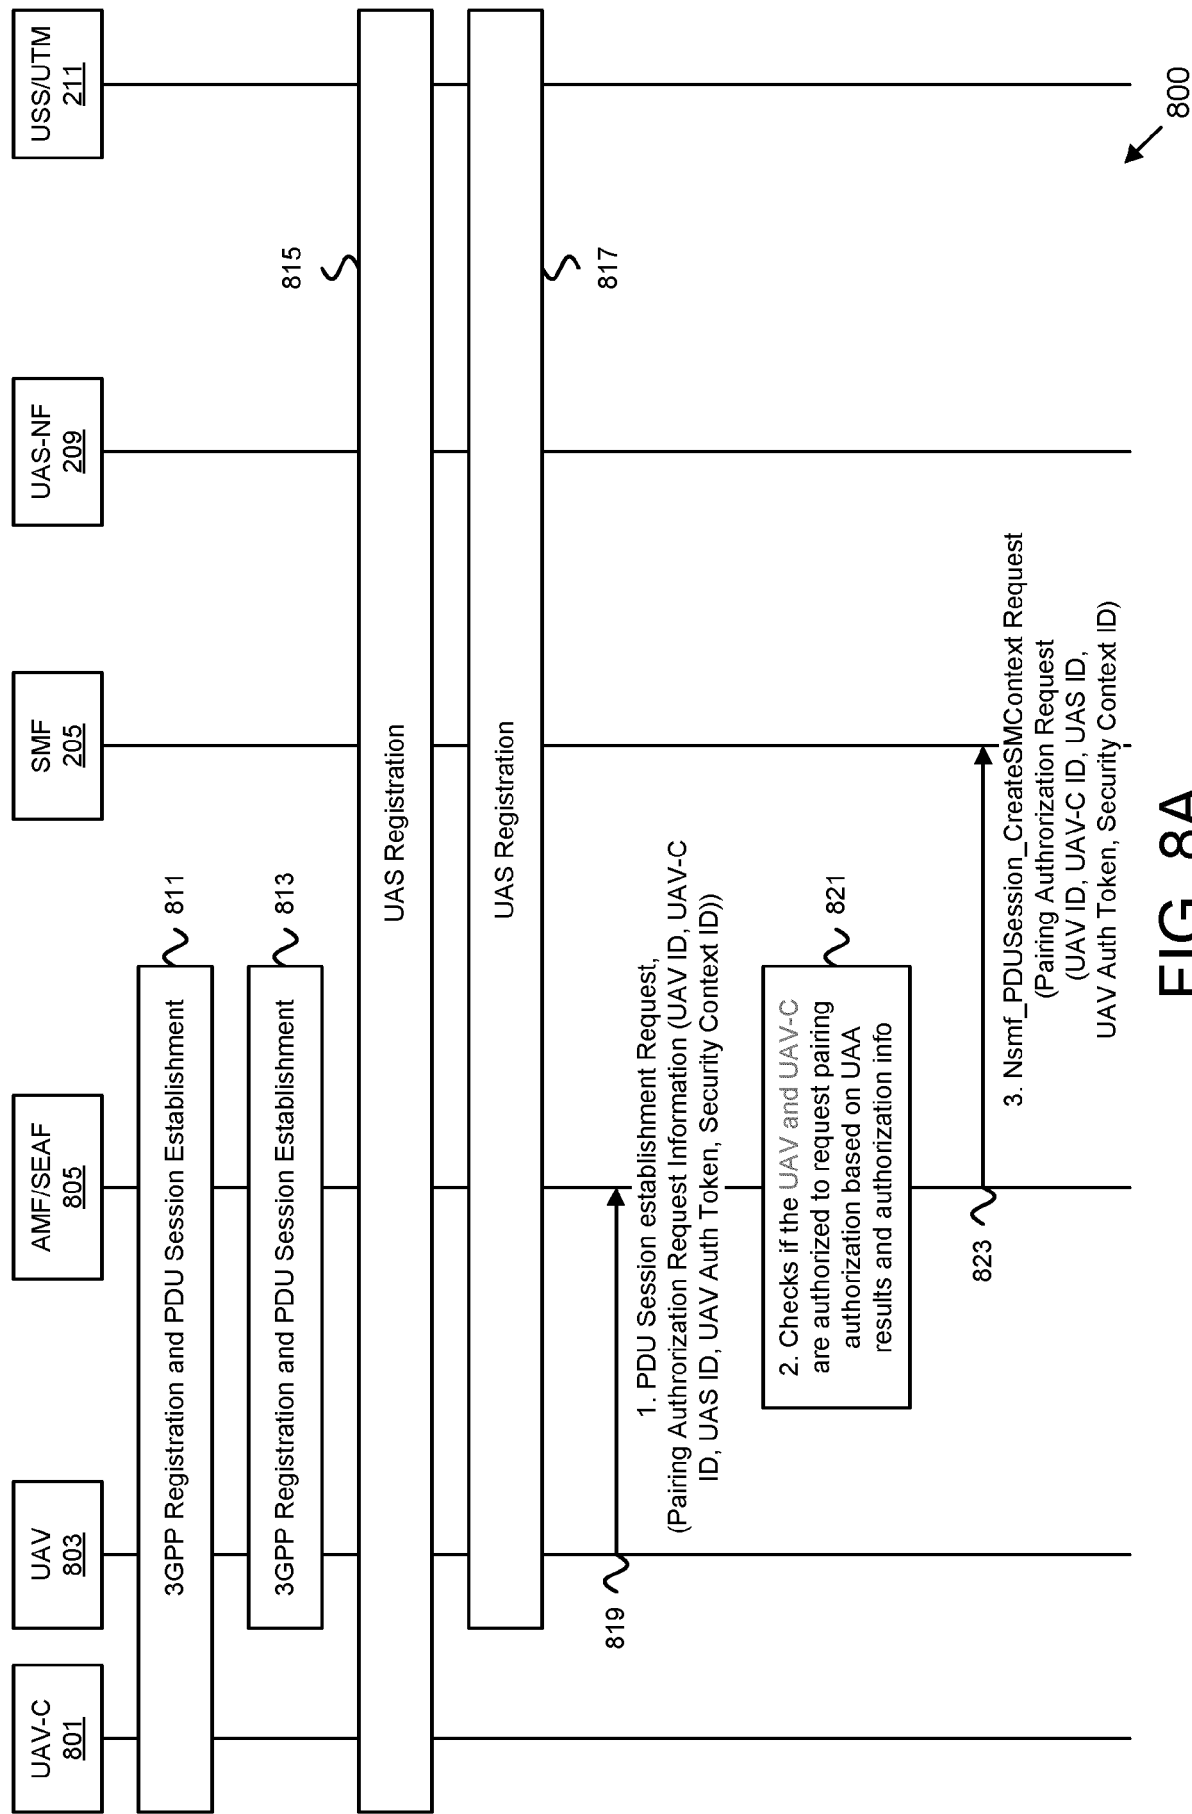 UAV-C
801
UAV
803
AMF/SEAF
805
SMF
205
UAS-NF
209
USS/UTM
211
3GPP Registration and PDU Session Establishment
811
3GPP Registration and PDU Session Establishment
813
815
UAS Registration
UAS Registration
817
819
1. PDU Session establishment Request,
(Pairing Authrorization Request Information (UAV ID, UAV-C
ID, UAS ID, UAV Auth Token, Security Context ID))
2. Checks if the UAV and UAV-C
are authorized to request pairing
authorization based on UAA
results and authorization info
821
823
3. Nsmf_PDUSession_CreateSMContext Request
(Pairing Authrorization Request
(UAV ID, UAV-C ID, UAS ID,
UAV Auth Token, Security Context ID)
800
FIG. 8A